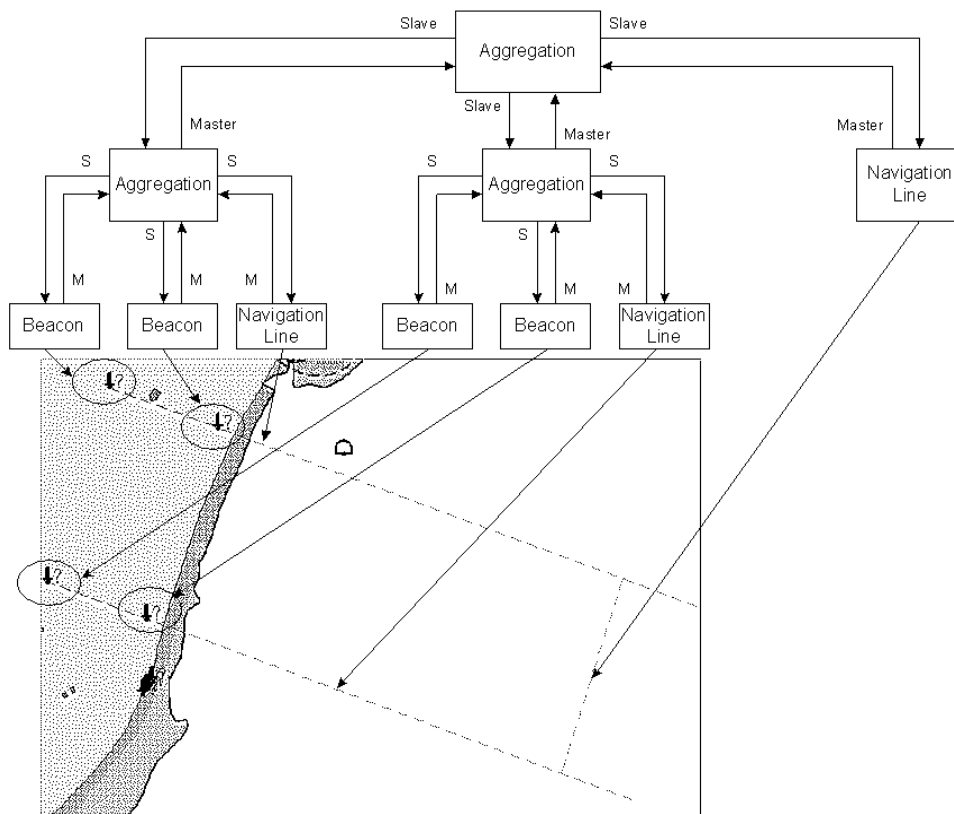 Slave
Slave
Aggregation
Slave
Master
Master
Master
S
S
S
S
Aggregation
Aggregation
Navigation
Line
S
S
M
M
M
M
M
M
Beacon
Beacon
Navigation
Line
Beacon
Beacon
Navigation
Line
?
?
?
?
?